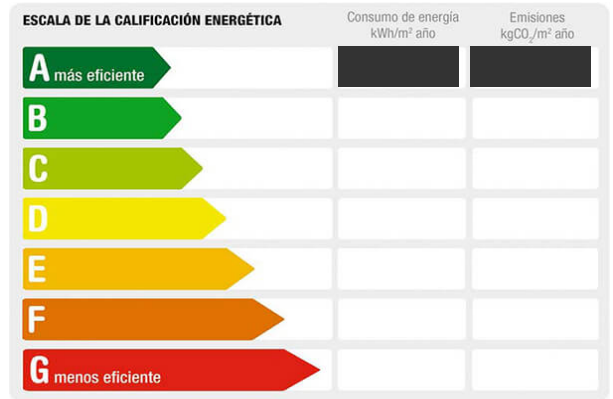 ESCALA DE LA CALIFICACIÓN ENERGÉTICA
Consumo de energía
kWh/m² año
Emisiones
kgCO₂/m² año
A más eficiente
B
C
D
E
F
G menos eficiente